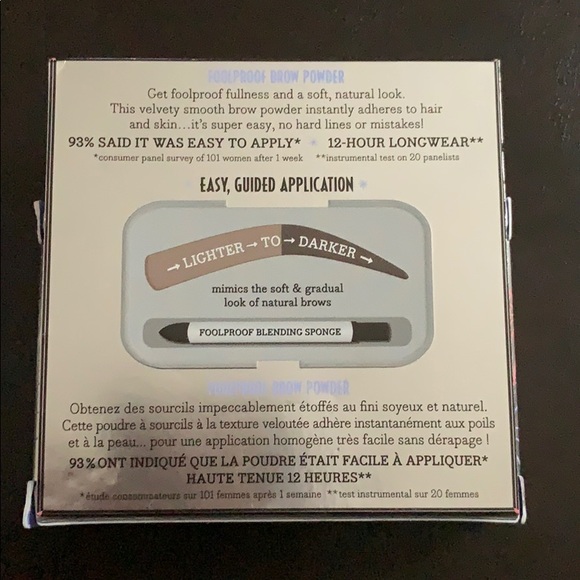 FOOLPROOF BROW POWDER
Get foolproof fullness and a soft, natural look.
This velvety smooth brow powder instantly adheres to hair
and skin...it's super easy, no hard lines or mistakes!
93% SAID IT WAS EASY TO APPLY* 12-HOUR LONGWEAR**
*consumer panel survey of 101 women after 1 week **instrumental test on 20 panelists
EASY, GUIDED APPLICATION
→ LIGHTER → TO → DARKER →
mimics the soft & gradual
look of natural brows
FOOLPROOF BLENDING SPONGE
FOOLPROOF BROW POWDER
Obtenez des sourcils impeccablement étoffés au fini soyeux et naturel.
Cette poudre à sourcils à la texture veloutée adhère instantanément aux poils
et à la peau... pour une application homogène très facile sans dérapage !
93% ONT INDIQUÉ QUE LA POUDRE ÉTAIT FACILE À APPLIQUER*
HAUTE TENUE 12 HEURES**
*étude consommateurs sur 101 femmes après 1 semaine **test instrumental sur 20 femmes